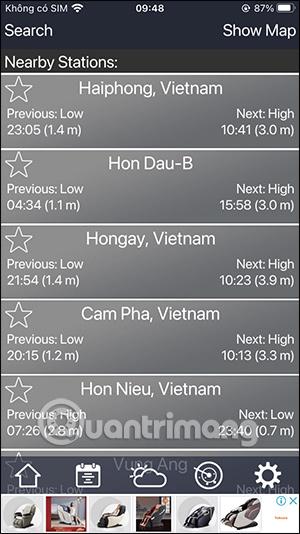 Không có SIM 09:48 87%
Search Show Map
Nearby Stations:
Haiphong, Vietnam
Previous: Low Next: High
23:05 (1.4 m) 10:41 (3.0 m)
Hon Dau-B
Previous: Low Next: High
04:34 (1.1 m) 15:58 (3.0 m)
Hongay, Vietnam
Previous: Low Next: High
21:54 (1.4 m) 10:23 (3.9 m)
Cam Pha, Vietnam
Previous: Low Next: High
20:15 (1.2 m) 10:13 (3.3 m)
Hon Nieu, Vietnam
Previous: High Next: Low
07:26 (2.8 m) 23:40 (0.7 m)
Quantrimang
Vung Ang